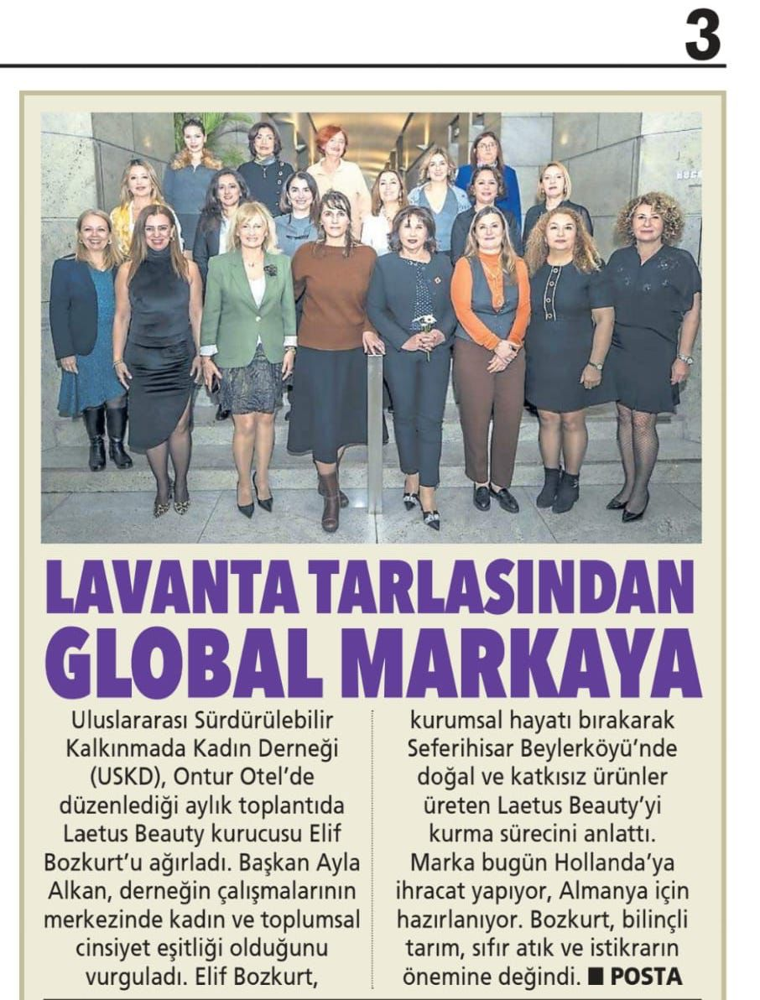 3
LAVANTA TARLASINDAN
GLOBAL MARKAYA
Uluslararası Sürdürülebilir
Kalkınmada Kadın Derneği
(USKD), Ontur Otel’de
düzenlediği aylık toplantıda
Laetus Beauty kurucusu Elif
Bozkurt’u ağırladı. Başkan Ayla
Alkan, derneğin çalışmalarının
merkezinde kadın ve toplumsal
cinsiyet eşitliği olduğunu
vurguladı. Elif Bozkurt,
kurumsal hayatı bırakarak
Seferihisar Beylerköyü’nde
doğal ve katkısız ürünler
üreten Laetus Beauty’yi
kurma sürecini anlattı.
Marka bugün Hollanda’ya
ihracat yapıyor, Almanya için
hazırlanıyor. Bozkurt, bilinçli
tarım, sıfır atık ve istikrarın
önemine değindi. ■ POSTA